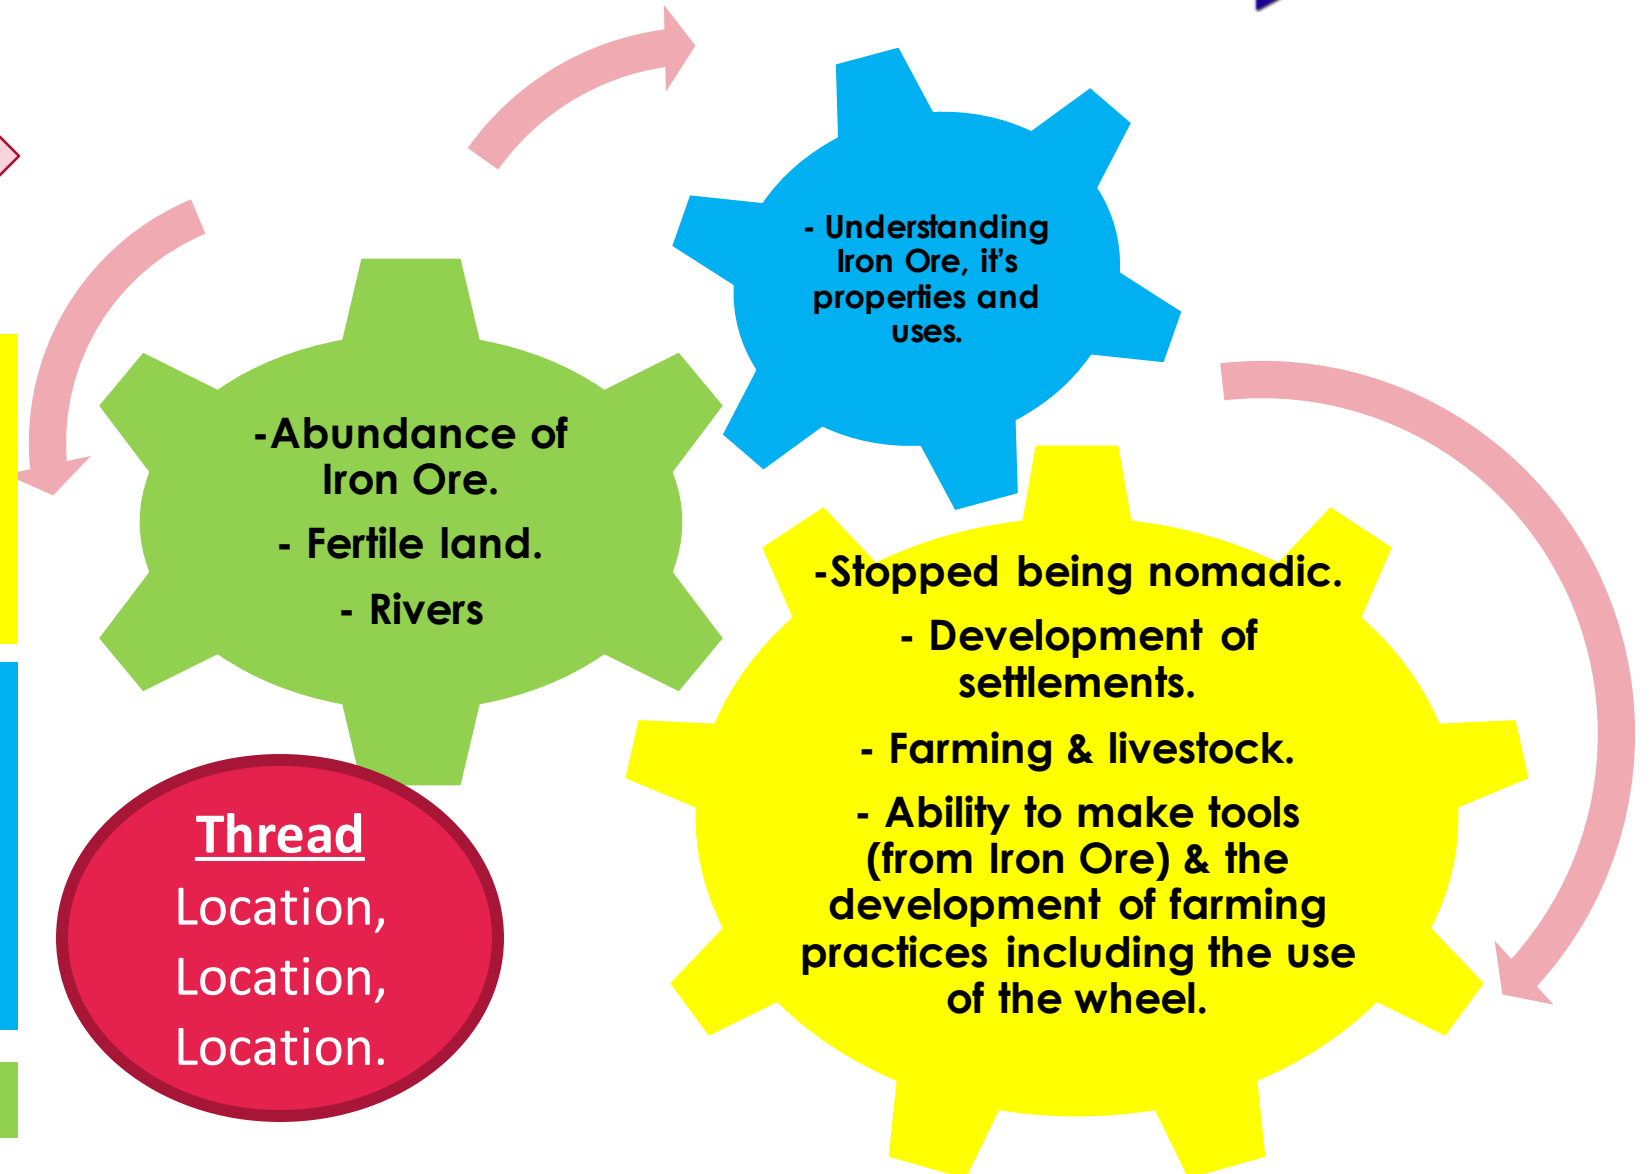 - Understanding
Iron Ore, it's
properties and
uses.
-Abundance of
Iron Ore.
- Fertile land.
- Rivers
-Stopped being nomadic.
- Development of
settlements.
- Farming & livestock.
- Ability to make tools
(from Iron Ore) & the
development of farming
practices including the use
of the wheel.
Thread
Location,
Location,
Location.